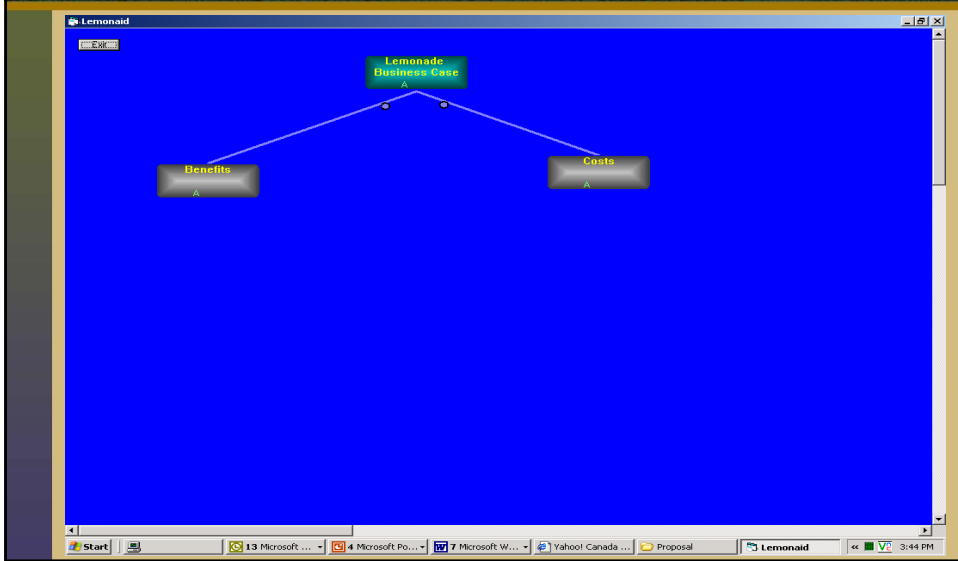 Lemonaid
Exit
Lemonade
Business Case
A
Benefits
A
Costs
A
Start
13 Microsoft ...
4 Microsoft Po...
7 Microsoft W...
Yahoo! Canada ...
Proposal
Lemonaid
«
3:44 PM